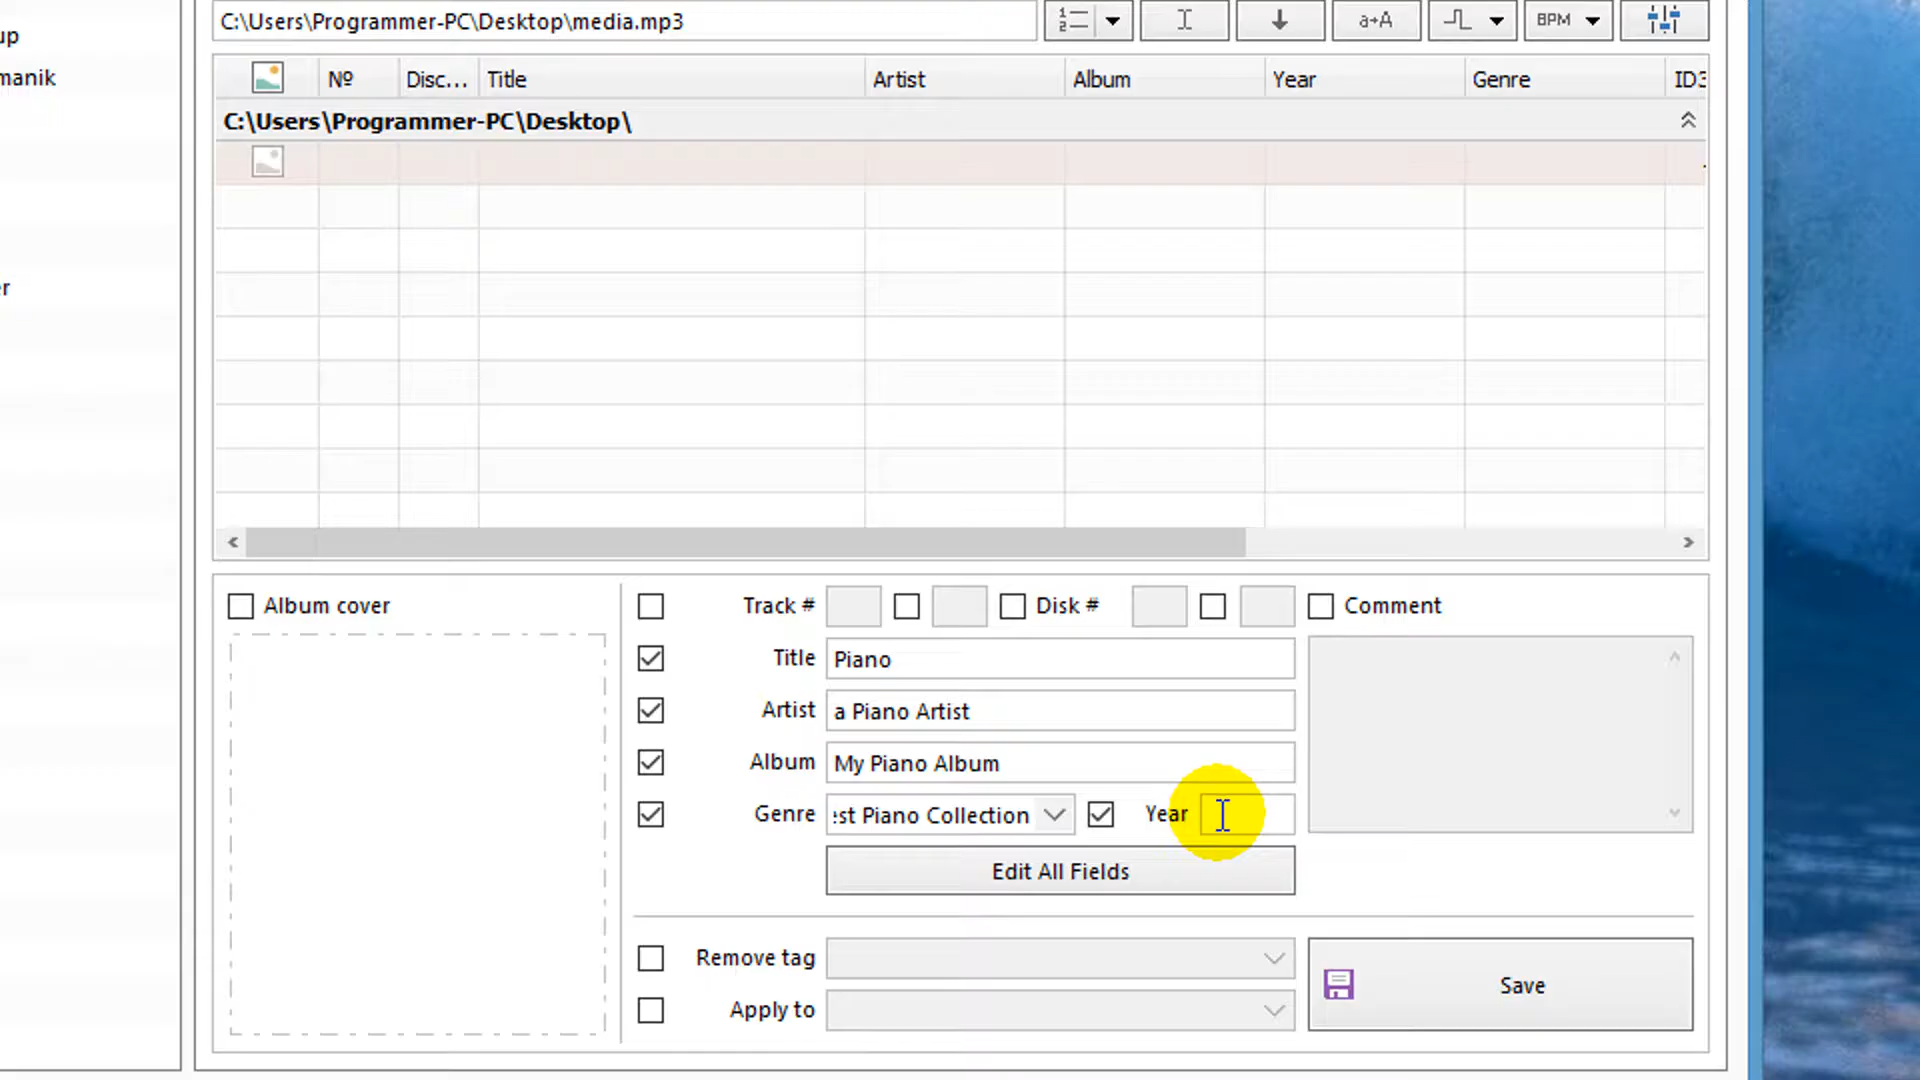 up
manik
er
C:\Users\Programmer-PC\Desktop\media.mp3
a→A
BPM
Nº Disc... Title Artist Album Year Genre ID3
C:\Users\Programmer-PC\Desktop\
Album cover
Track # Disk # Comment
Title Piano
Artist a Piano Artist
Album My Piano Album
Genre est Piano Collection Year
Edit All Fields
Remove tag
Apply to
Save